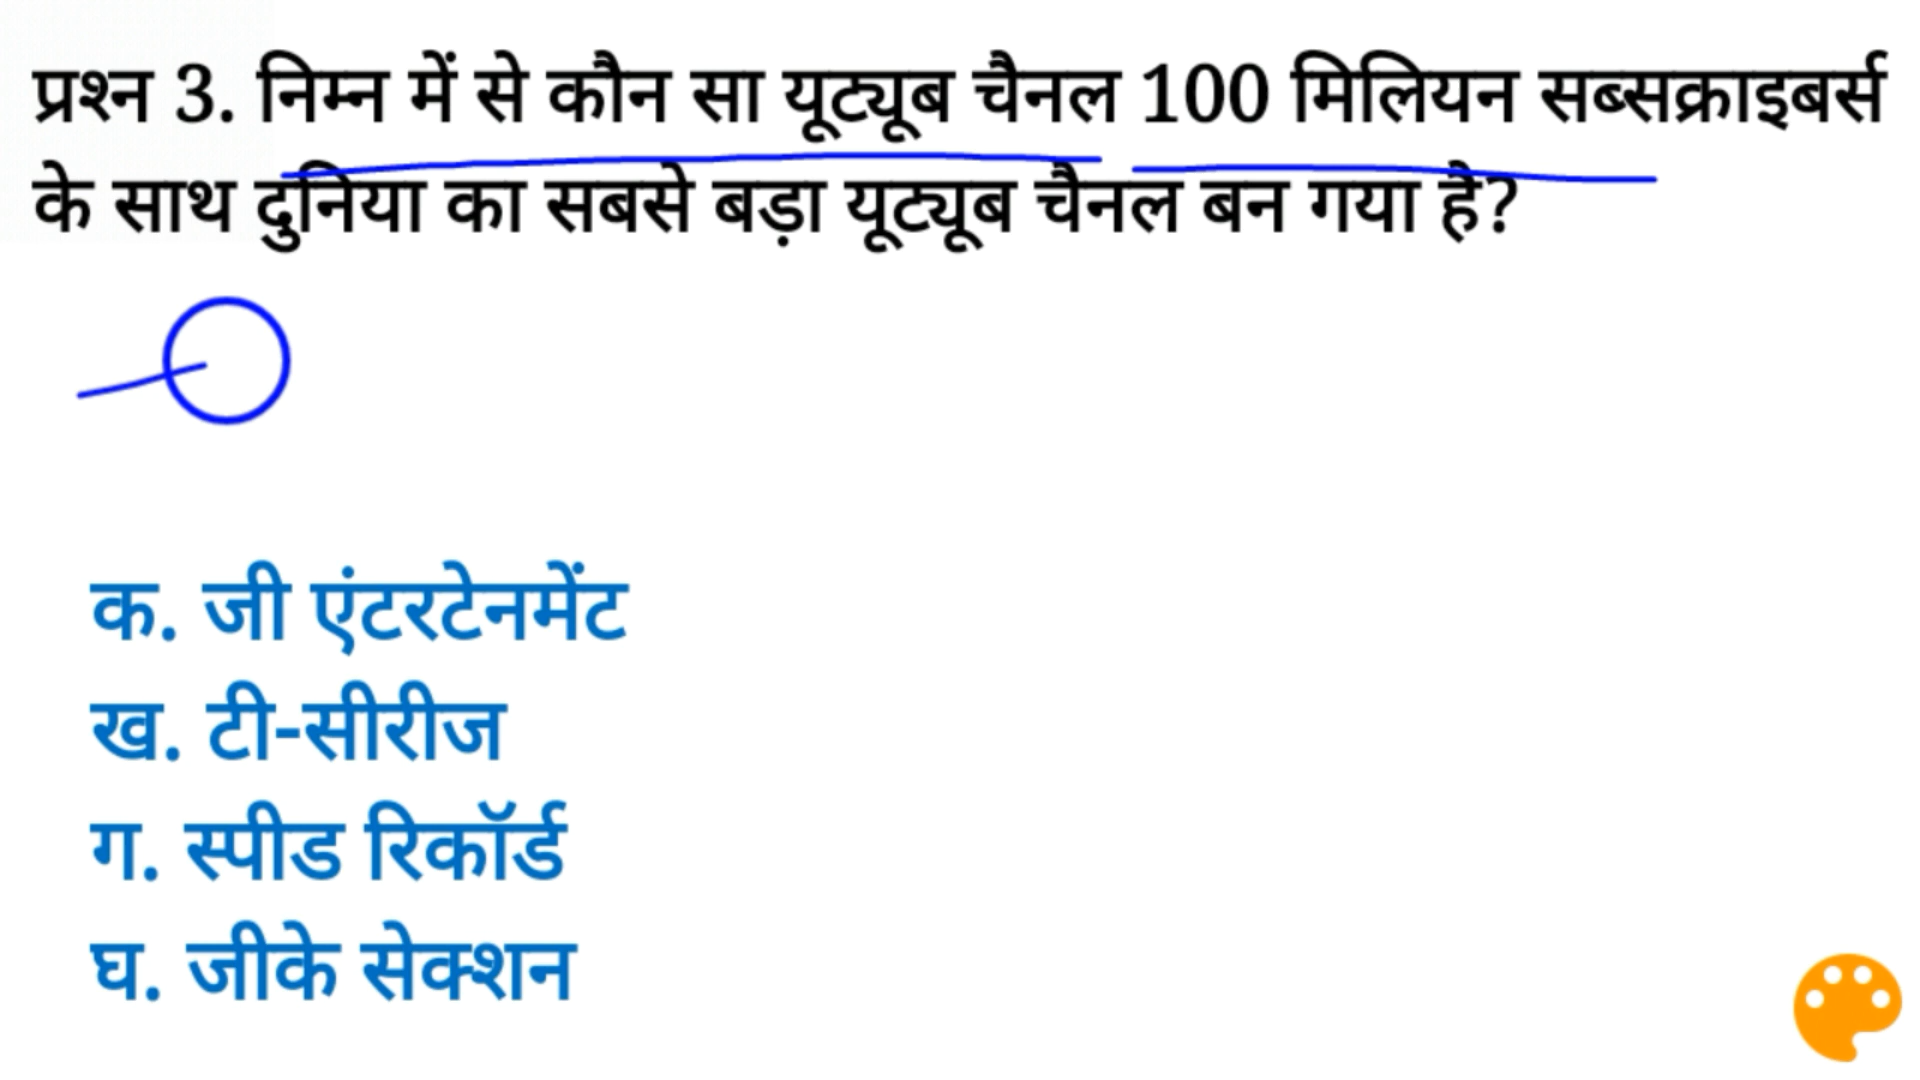 प्रश्न 3. निम्न में से कौन सा यूट्यूब चैनल 100 मिलियन सब्सक्राइबर्स
के साथ दुनिया का सबसे बड़ा यूट्यूब चैनल बन गया है?
क. जी एंटरटेनमेंट
ख. टी-सीरीज
ग. स्पीड रिकॉर्ड
घ. जीके सेक्शन